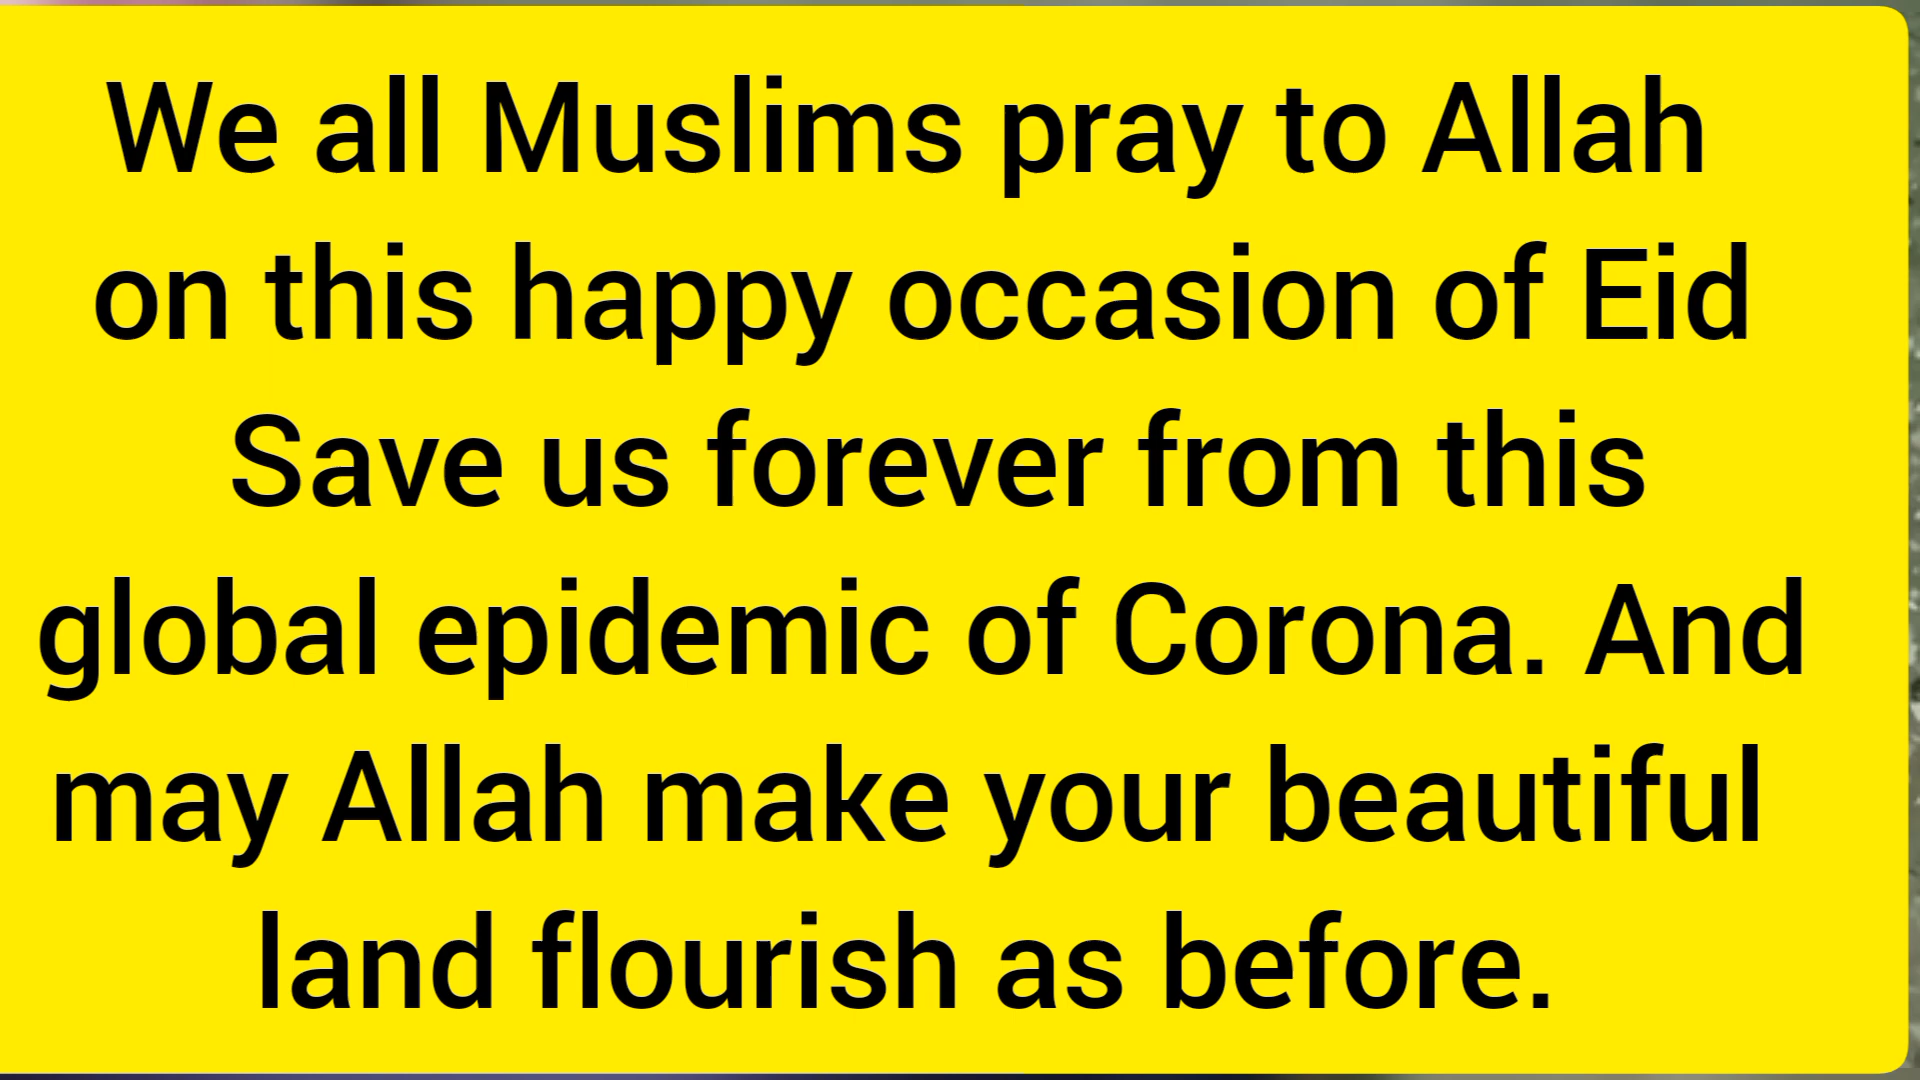 We all Muslims pray to Allah
on this happy occasion of Eid
Save us forever from this
global epidemic of Corona. And
may Allah make your beautiful
land flourish as before.